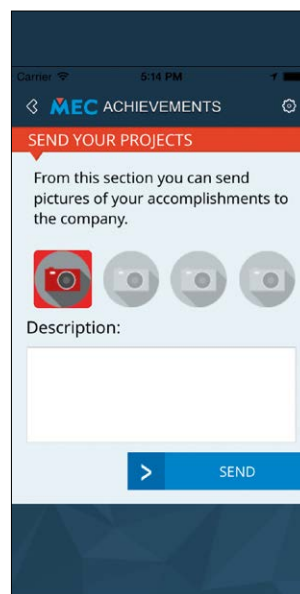 Carrier 5:14 PM
MEC ACHIEVEMENTS
SEND YOUR PROJECTS
From this section you can send
pictures of your accomplishments to
the company.
Description:
SEND